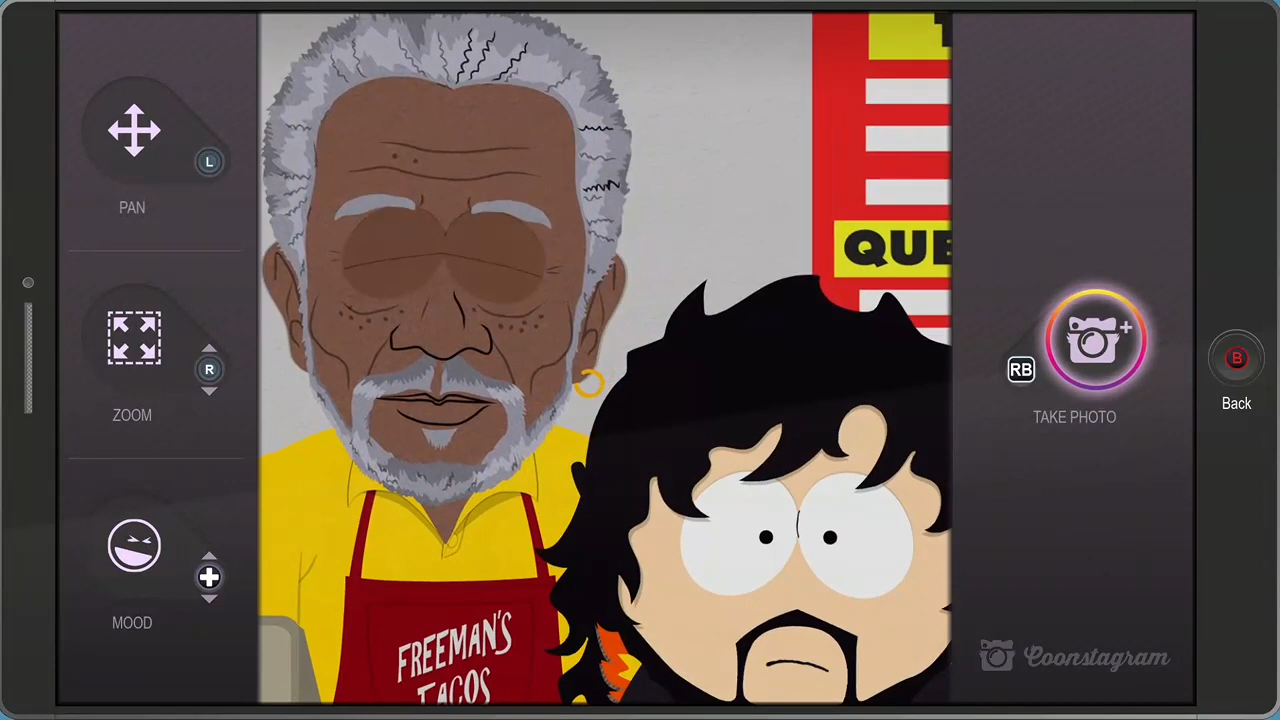 L
PAN
R
ZOOM
MOOD
QUE
FREEMAN'S
TACOS
RB
TAKE PHOTO
B
Back
Coonstagram